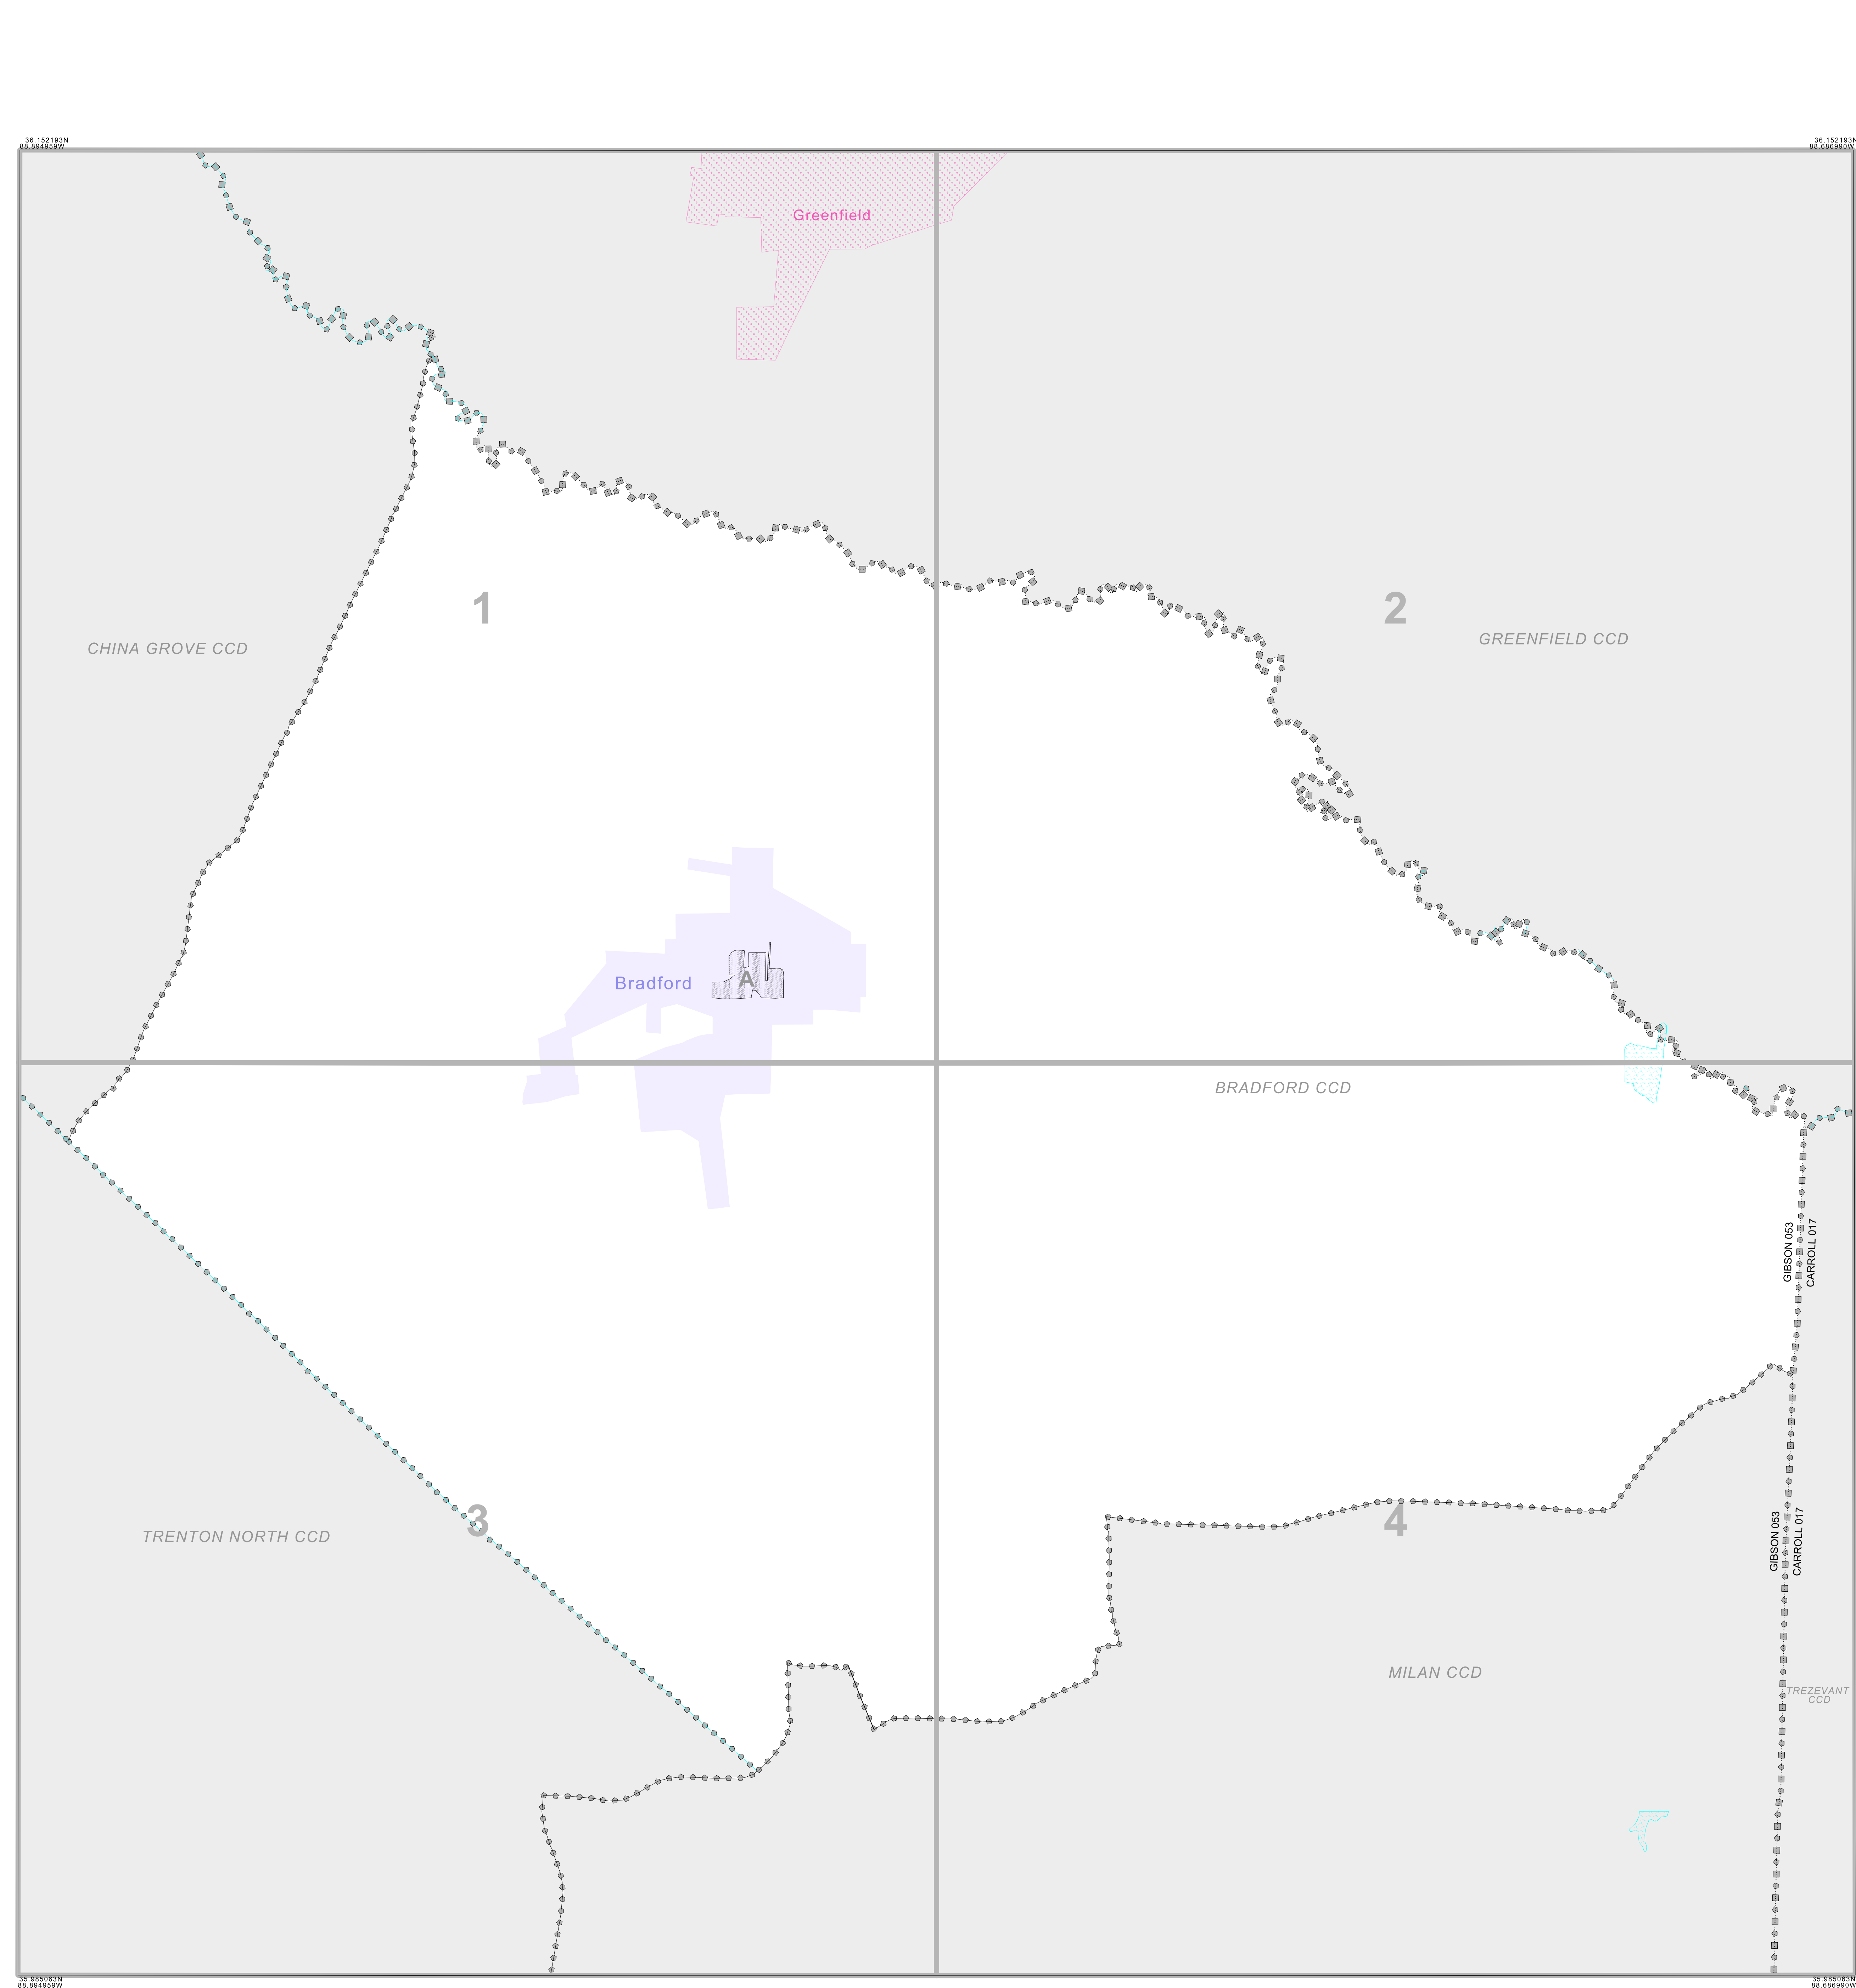 36.152193N
88.894959W
36.152193N
88.686990W
Greenfield
1
2
CHINA GROVE CCD
GREENFIELD CCD
Bradford
A
BRADFORD CCD
GIBSON 053
CARROLL 017
3
4
TRENTON NORTH CCD
GIBSON 053
CARROLL 017
MILAN CCD
TREZEVANT
CCD
35.985063N
88.894959W
35.985063N
88.686990W